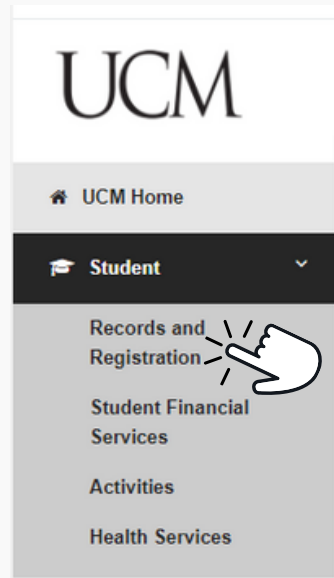 UCM
UCM Home
Student
Records and
Registration
Student Financial
Services
Activities
Health Services